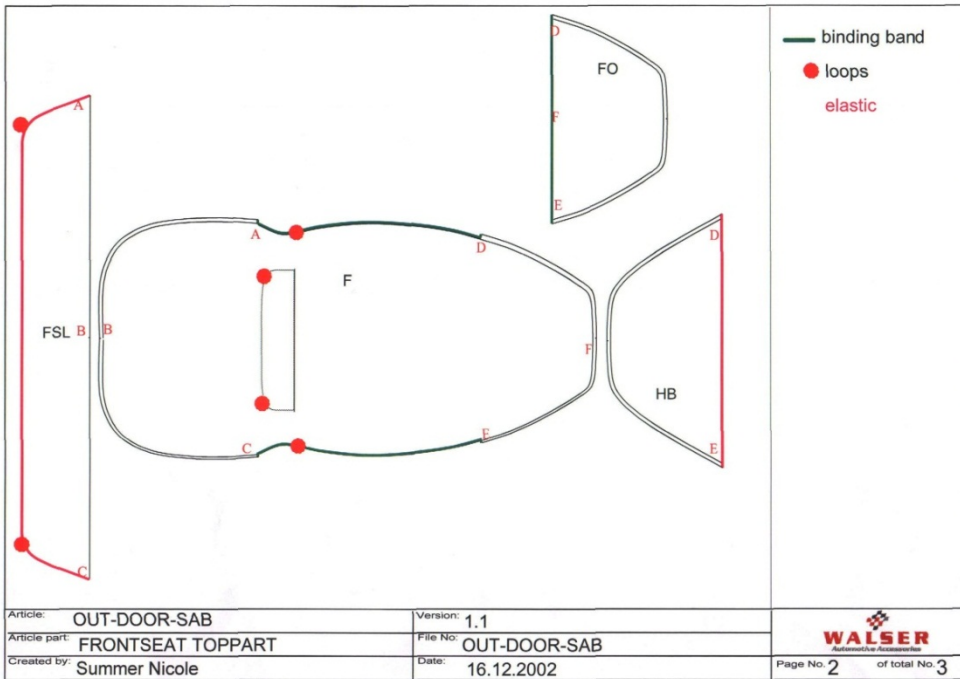 binding band
loops
elastic
D
FO
F
E
A
FSL
B
C
A
D
F
B
F
C
F
D
HB
E
Article: OUT-DOOR-SAB
Version: 1.1
Article part: FRONTSEAT TOPPART
File No: OUT-DOOR-SAB
Created by: Summer Nicole
Date: 16.12.2002
WALSER
Automotive Accessories
Page No. 2 of total No. 3